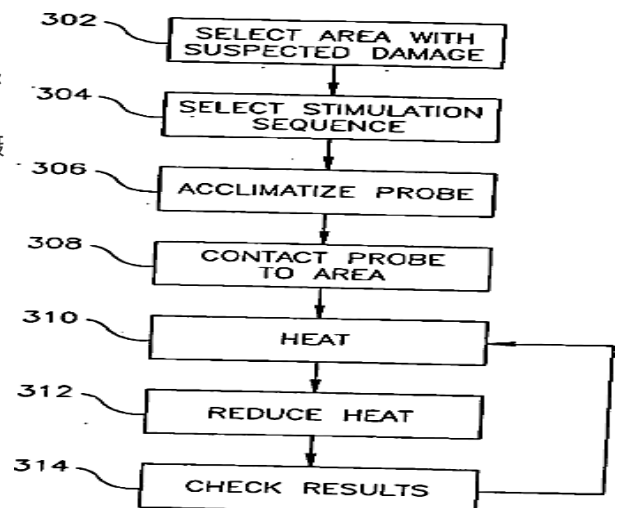 302
SELECT AREA WITH
SUSPECTED DAMAGE
304
SELECT STIMULATION
SEQUENCE
306
ACCLIMATIZE PROBE
308
CONTACT PROBE
TO AREA
310
HEAT
312
REDUCE HEAT
314
CHECK RESULTS